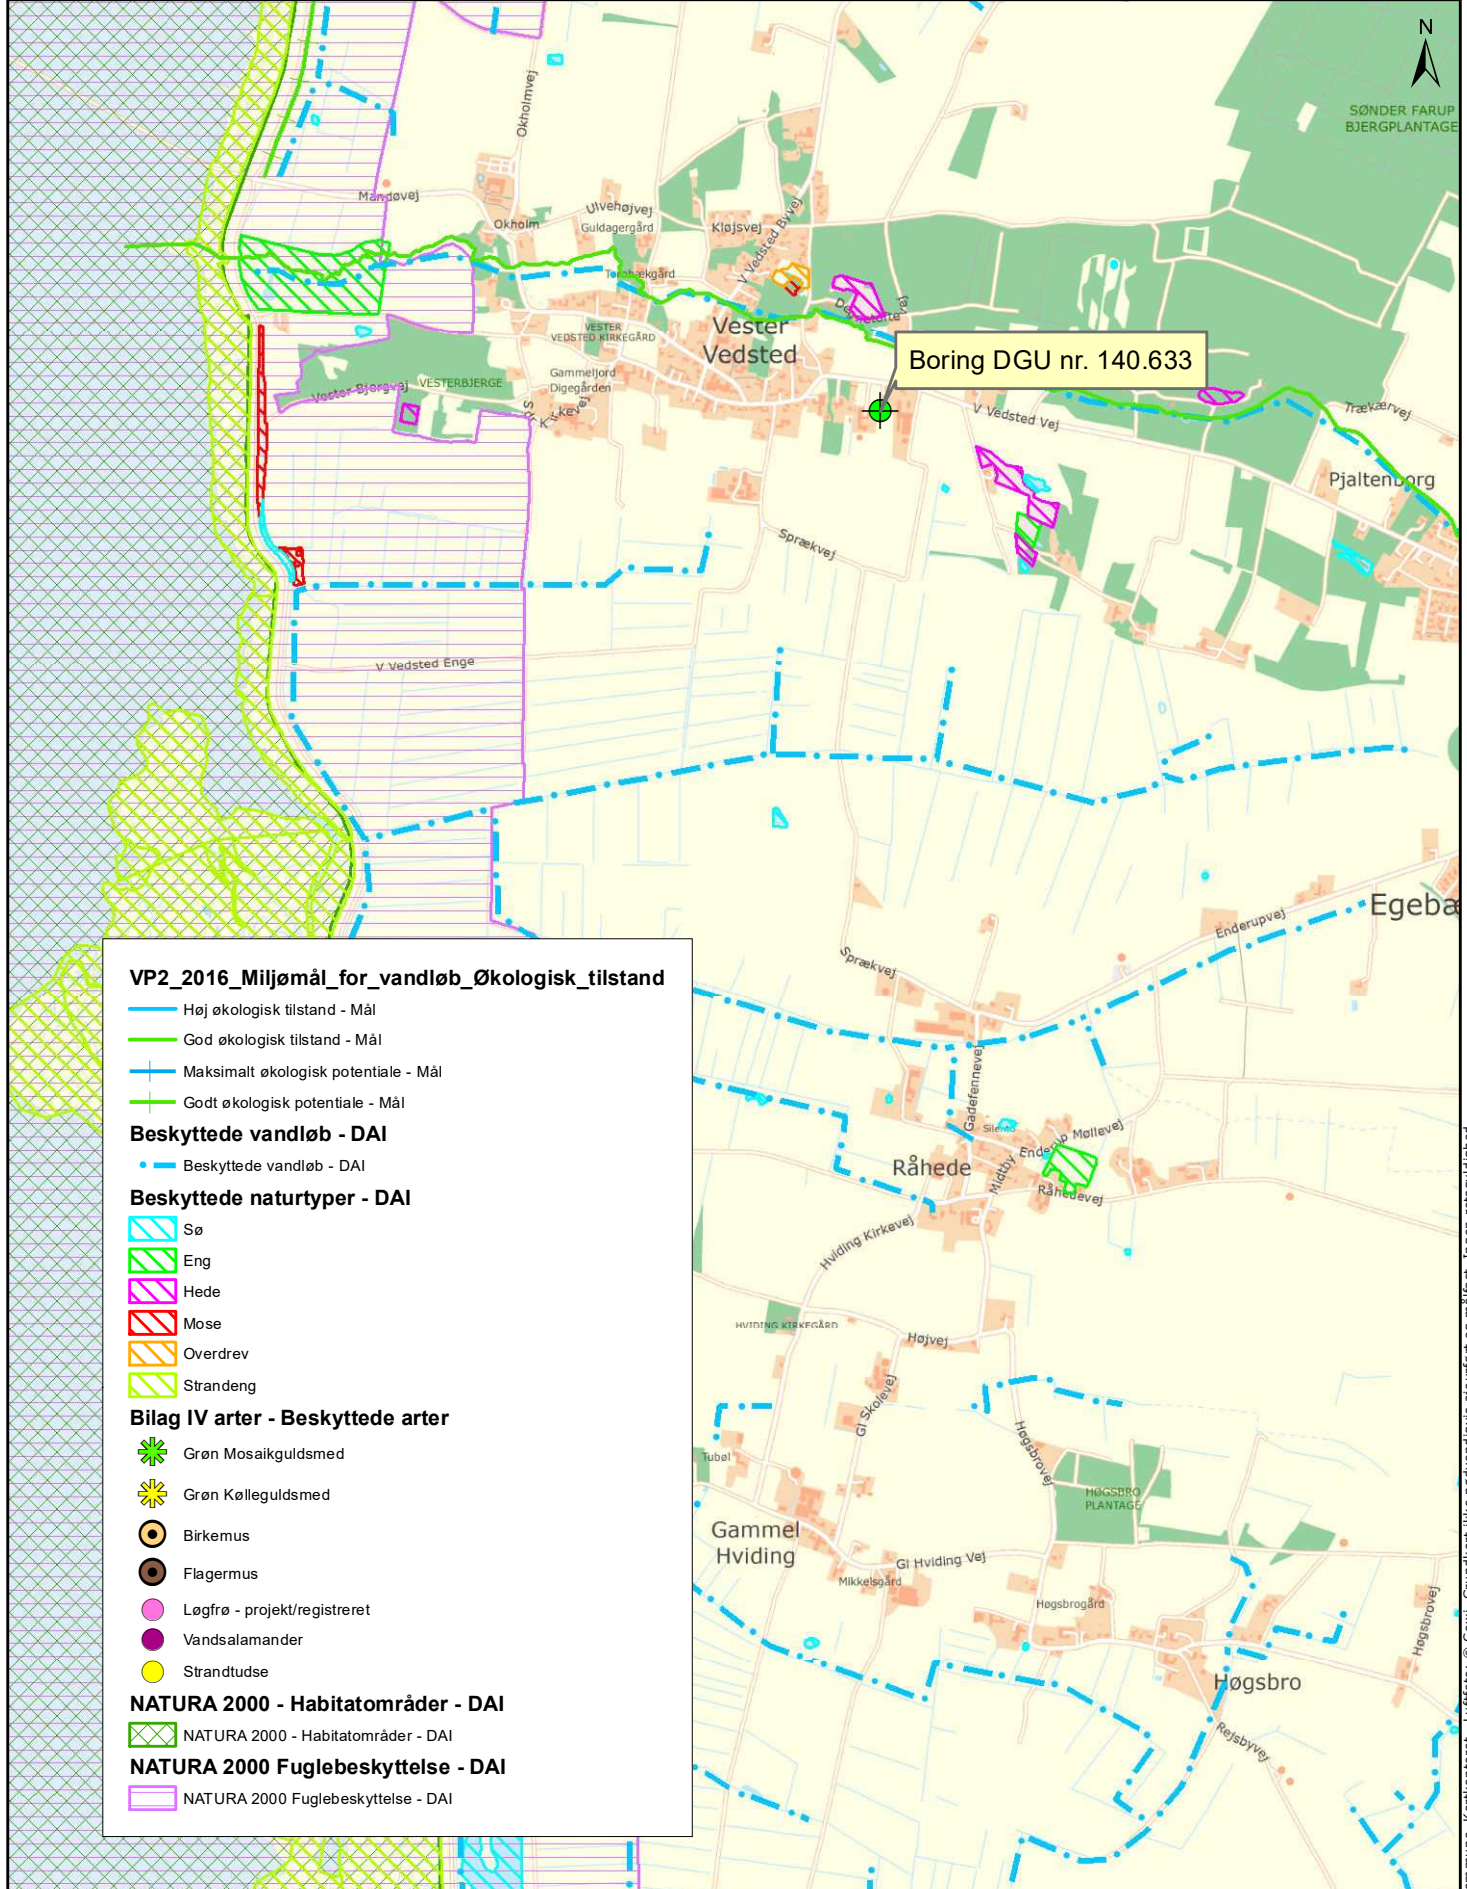 N
SØNDER FARUP
BJERGPLANTAGE
Okholmvej
Mandøvej
Okholm
Ulvehøjvej
Guldagergård
Kløjsvej
V Vedsted Byvej
Tornbækgård
VESTER
VEDSTED KIRKEGÅRD
Vester
Vedsted
Boring DGU nr. 140.633
Gammeljord
Digegården
Vester Bjergvej
VESTERBJERGE
V Vedsted Vej
Trækærvej
Pjaltenborg
Sprækvej
V Vedsted Enge
Egebæ
Enderupvej
Sprækvej
Gadefennevej
Enderup Møllevej
Råhede
Midtby
Råhedevej
Hviding Kirkevej
HVIDING KIRKEGÅRD
Højvej
Gl Skolevej
Høgsbrovej
Tubøl
HØGSBRO
PLANTAGE
Gammel
Hviding
Gl Hviding Vej
Mikkelsgård
Høgsbrogård
Høgsbrovej
Høgsbro
Rejsbyvej
VP2_2016_Miljømål_for_vandløb_Økologisk_tilstand
Høj økologisk tilstand - Mål
God økologisk tilstand - Mål
Maksimalt økologisk potentiale - Mål
Godt økologisk potentiale - Mål
Beskyttede vandløb - DAI
Beskyttede vandløb - DAI
Beskyttede naturtyper - DAI
Sø
Eng
Hede
Mose
Overdrev
Strandeng
Bilag IV arter - Beskyttede arter
Grøn Mosaikguldsmed
Grøn Kølleguldsmed
Birkemus
Flagermus
Løgfrø - projekt/registreret
Vandsalamander
Strandtudse
NATURA 2000 - Habitatområder - DAI
NATURA 2000 - Habitatområder - DAI
NATURA 2000 Fuglebeskyttelse - DAI
NATURA 2000 Fuglebeskyttelse - DAI